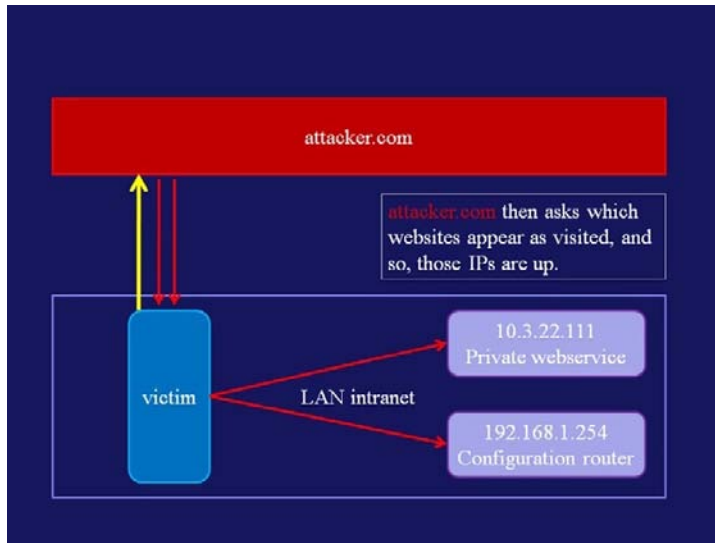 attacker.com
attacker.com then asks which
websites appear as visited, and
so, those IPs are up.
victim
LAN intranet
10.3.22.111
Private webservice
192.168.1.254
Configuration router